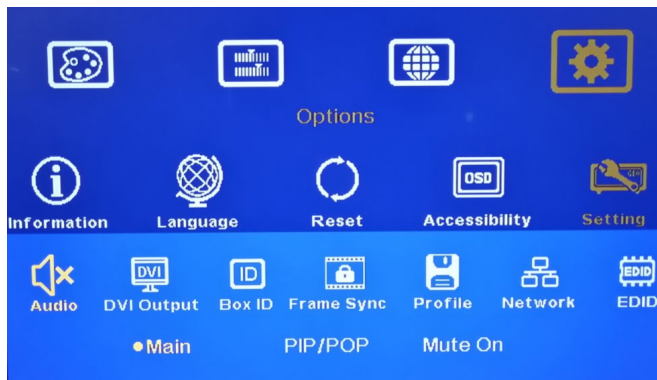 Options
OSD
Information Language Reset Accessibility Setting
DVI ID EDID
Audio DVI Output Box ID Frame Sync Profile Network EDID
Main PIP/POP Mute On